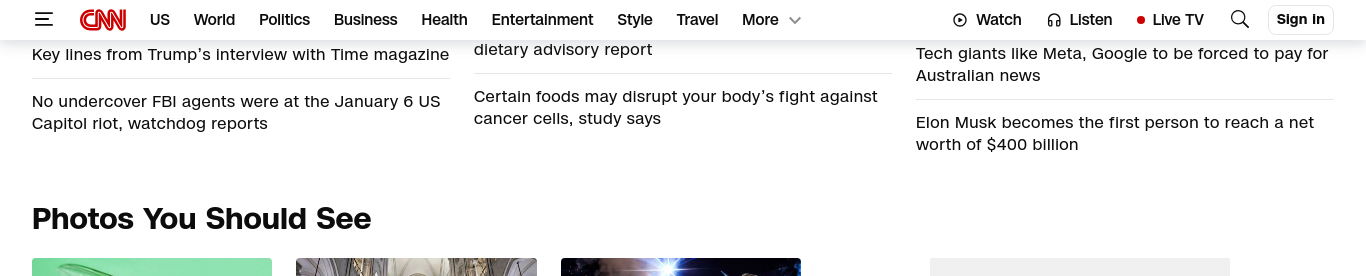 CNN US World Politics Business Health Entertainment Style Travel More Watch Listen Live TV Sign in
Key lines from Trump’s interview with Time magazine
No undercover FBI agents were at the January 6 US
Capitol riot, watchdog reports
dietary advisory report
Certain foods may disrupt your body’s fight against
cancer cells, study says
Tech giants like Meta, Google to be forced to pay for
Australian news
Elon Musk becomes the first person to reach a net
worth of $400 billion
Photos You Should See